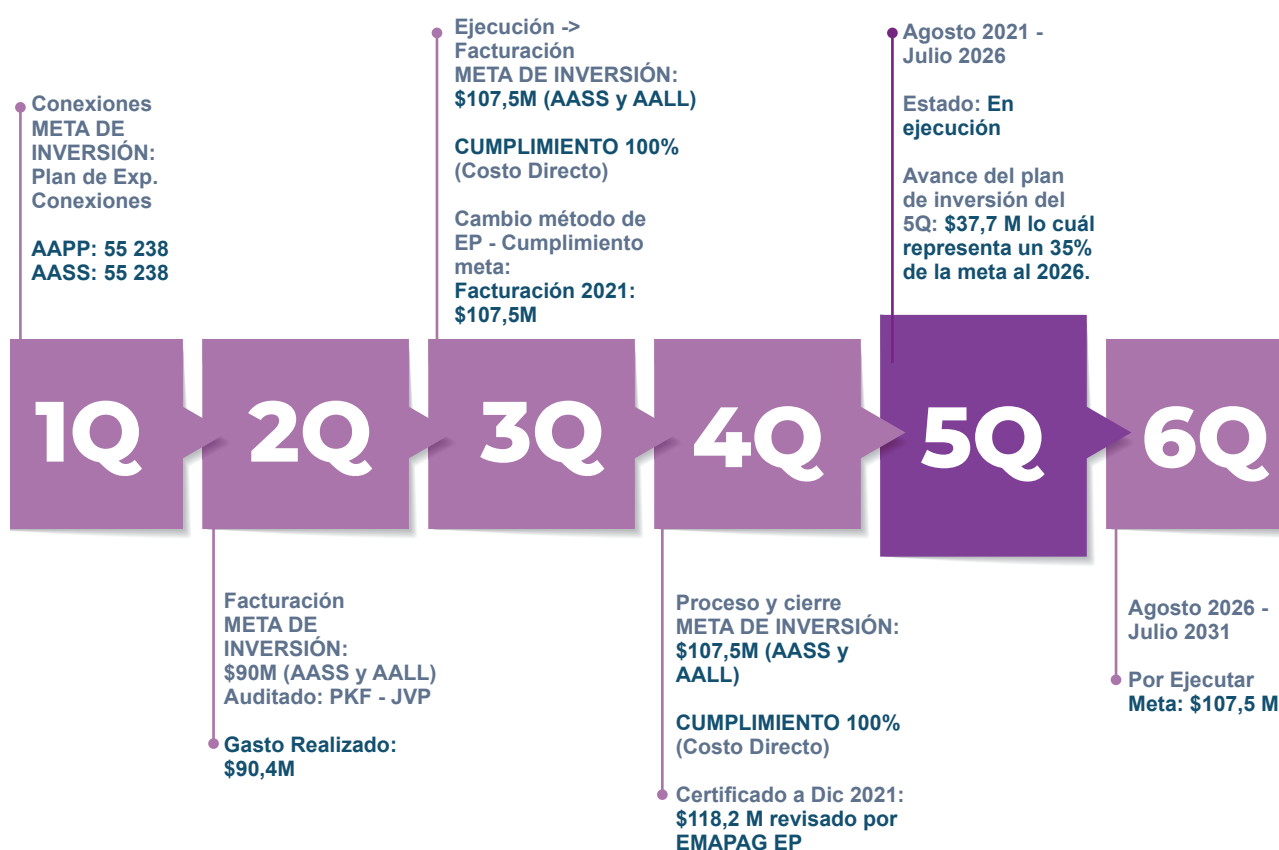 Conexiones
META DE
INVERSIÓN:
Plan de Exp.
Conexiones
AAPP: 55 238
AASS: 55 238
Ejecución ->
Facturación
META DE INVERSIÓN:
$107,5M (AASS y AALL)
CUMPLIMIENTO 100%
(Costo Directo)
Cambio método de
EP - Cumplimiento
meta:
Facturación 2021:
$107,5M
Agosto 2021 -
Julio 2026
Estado: En
ejecución
Avance del plan
de inversión del
5Q: $37,7 M lo cuál
representa un 35%
de la meta al 2026.
1Q
2Q
3Q
4Q
5Q
6Q
Facturación
META DE
INVERSIÓN:
$90M (AASS y AALL)
Auditado: PKF - JVP
Gasto Realizado:
$90,4M
Proceso y cierre
META DE INVERSIÓN:
$107,5M (AASS y
AALL)
CUMPLIMIENTO 100%
(Costo Directo)
Certificado a Dic 2021:
$118,2 M revisado por
EMAPAG EP
Agosto 2026 -
Julio 2031
Por Ejecutar
Meta: $107,5 M